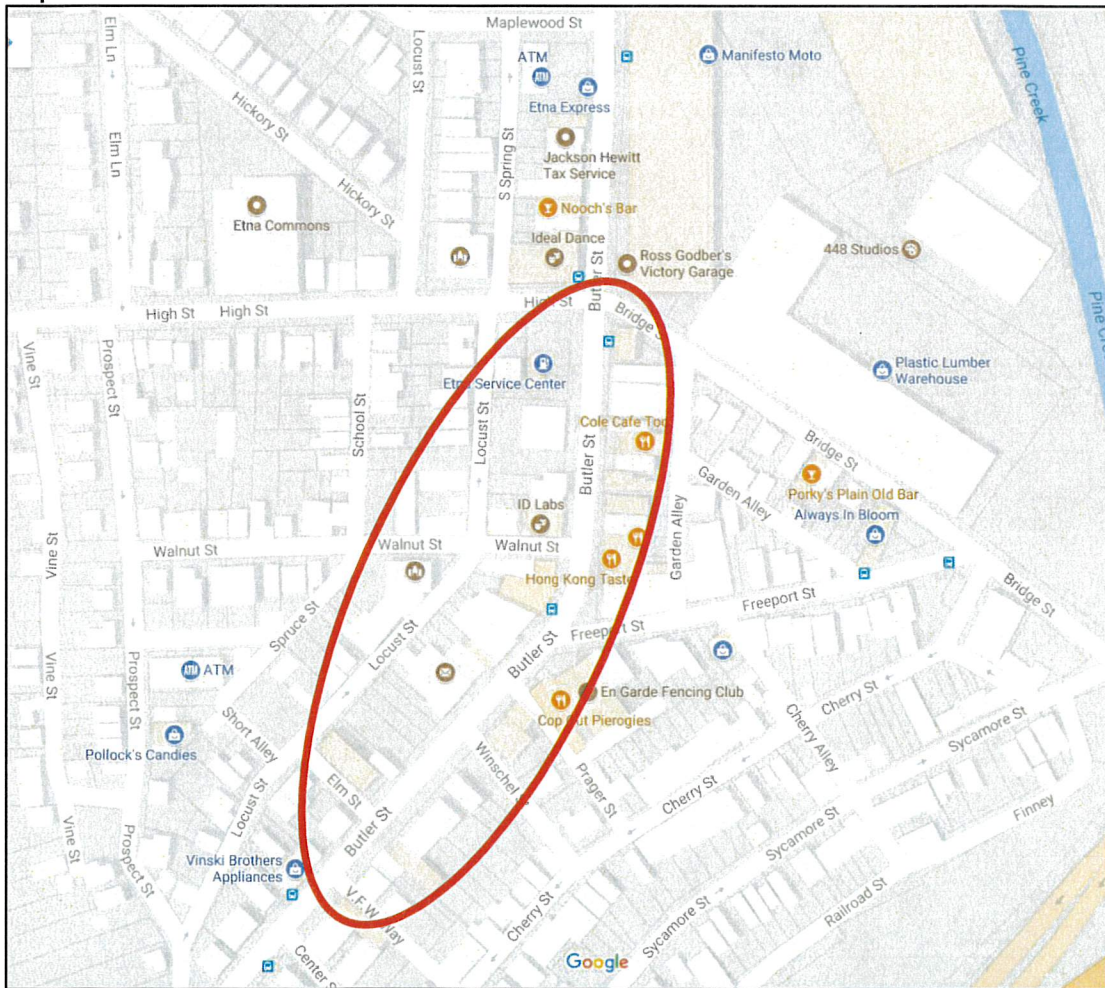 Maplewood St
Elm Ln
Locust St
ATM
ATM
Manifesto Moto
Pine Creek
Etna Express
Hickory St
S Spring St
Elm Ln
Jackson Hewitt
Tax Service
Hickory St
Nooch's Bar
Etna Commons
Ideal Dance
448 Studios
Ross Godber's
Victory Garage
Butler St
High St
High St
High St
Bridge St
Pine Cre
Vine St
Prospect St
Etna Service Center
Plastic Lumber
Warehouse
School St
Locust St
Cole Cafe Too
Butler St
Bridge St
Garden Alley
Porky's Plain Old Bar
Always In Bloom
ID Labs
Vine St
Walnut St
Walnut St
Walnut St
Garden Alley
Hong Kong Taste
Bridge St
Spruce St
Freeport St
Freeport St
Locust St
Butler St
Vine St
Prospect St
ATM
En Garde Fencing Club
Cop Out Pierogies
Cherry St
Cherry Alley
Sycamore St
Short Alley
Pollock's Candies
Winschel
Prager St
Elm St
Cherry St
Locust St
Butler St
Finney
Vine St
Prospect St
Sycamore St
Vinski Brothers
Appliances
V.F.W. Way
Cherry St
Railroad St
Sycamore St
Center S
Google